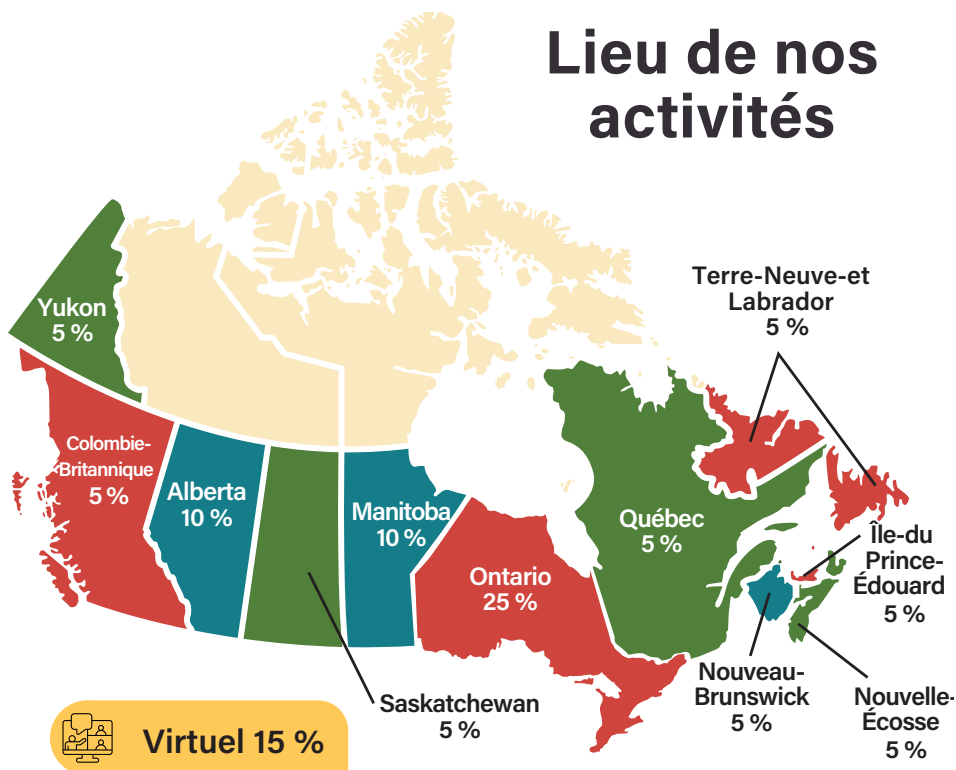 Lieu de nos
activités
Terre-Neuve-et
Labrador
5 %
Yukon
5 %
Colombie-
Britannique
5 %
Alberta
10 %
Manitoba
10 %
Ontario
25 %
Québec
5 %
Île-du
Prince-
Édouard
5 %
Saskatchewan
5 %
Nouveau-
Brunswick
5 %
Nouvelle-
Écosse
5 %
Virtuel 15 %